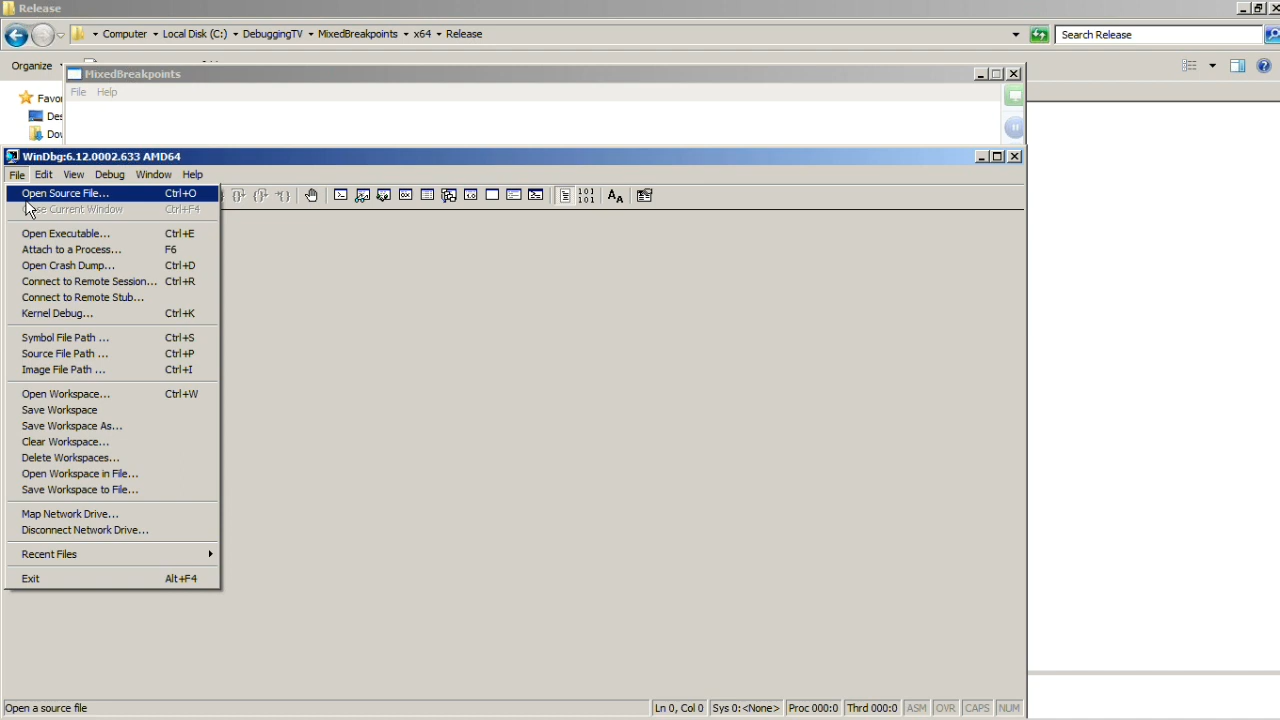 Release
Computer Local Disk (C:) DebuggingTV MixedBreakpoints x64 Release
Search Release
Organize
MixedBreakpoints
File Help
WinDbg:6.12.0002.633 AMD64
File Edit View Debug Window Help
Open Source File... Ctrl+O
Current Window Ctrl+F4
Open Executable... Ctrl+E
Attach to a Process... F6
Open Crash Dump... Ctrl+D
Connect to Remote Session... Ctrl+R
Connect to Remote Stub...
Kernel Debug... Ctrl+K
Symbol File Path ... Ctrl+S
Source File Path ... Ctrl+P
Image File Path ... Ctrl+I
Open Workspace... Ctrl+W
Save Workspace
Save Workspace As...
Clear Workspace...
Delete Workspaces...
Open Workspace in File...
Save Workspace to File...
Map Network Drive...
Disconnect Network Drive...
Recent Files
Exit Alt+F4
Open a source file
Ln 0, Col 0 Sys 0:<None> Proc 000:0 Thrd 000:0 ASM OVR CAPS NUM